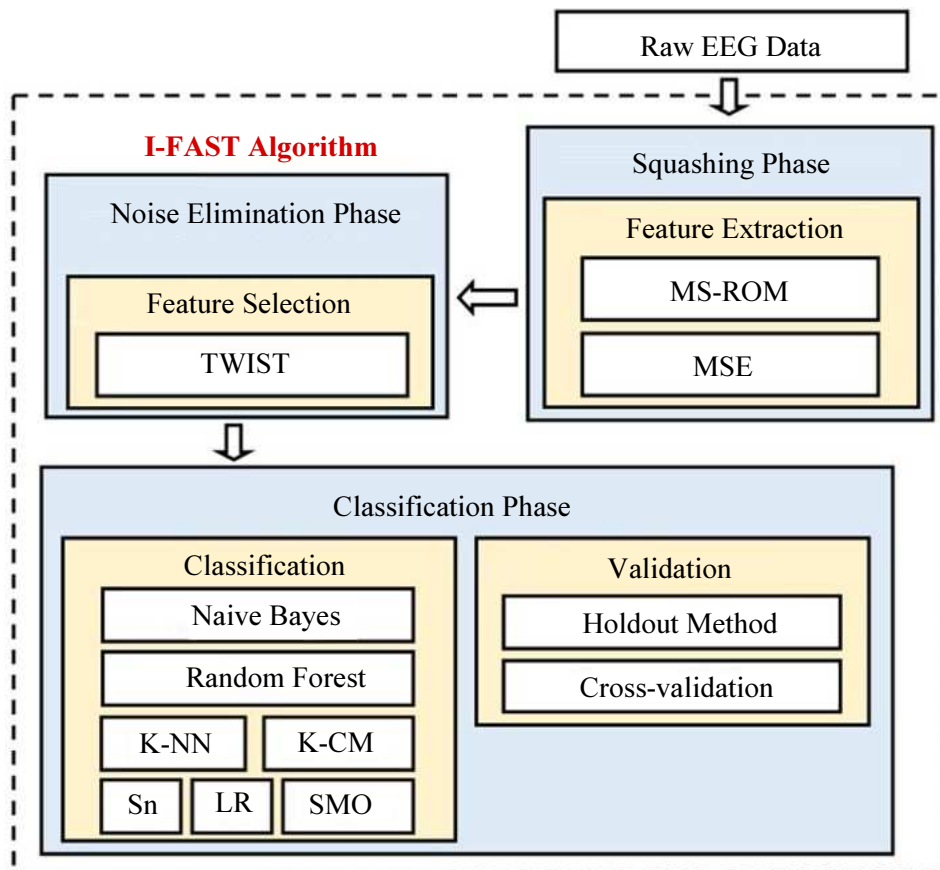 Raw EEG Data
I-FAST Algorithm
Squashing Phase
Feature Extraction
MS-ROM
MSE
Noise Elimination Phase
Feature Selection
TWIST
Classification Phase
Classification
Naive Bayes
Random Forest
K-NN
K-CM
Sn
LR
SMO
Validation
Holdout Method
Cross-validation